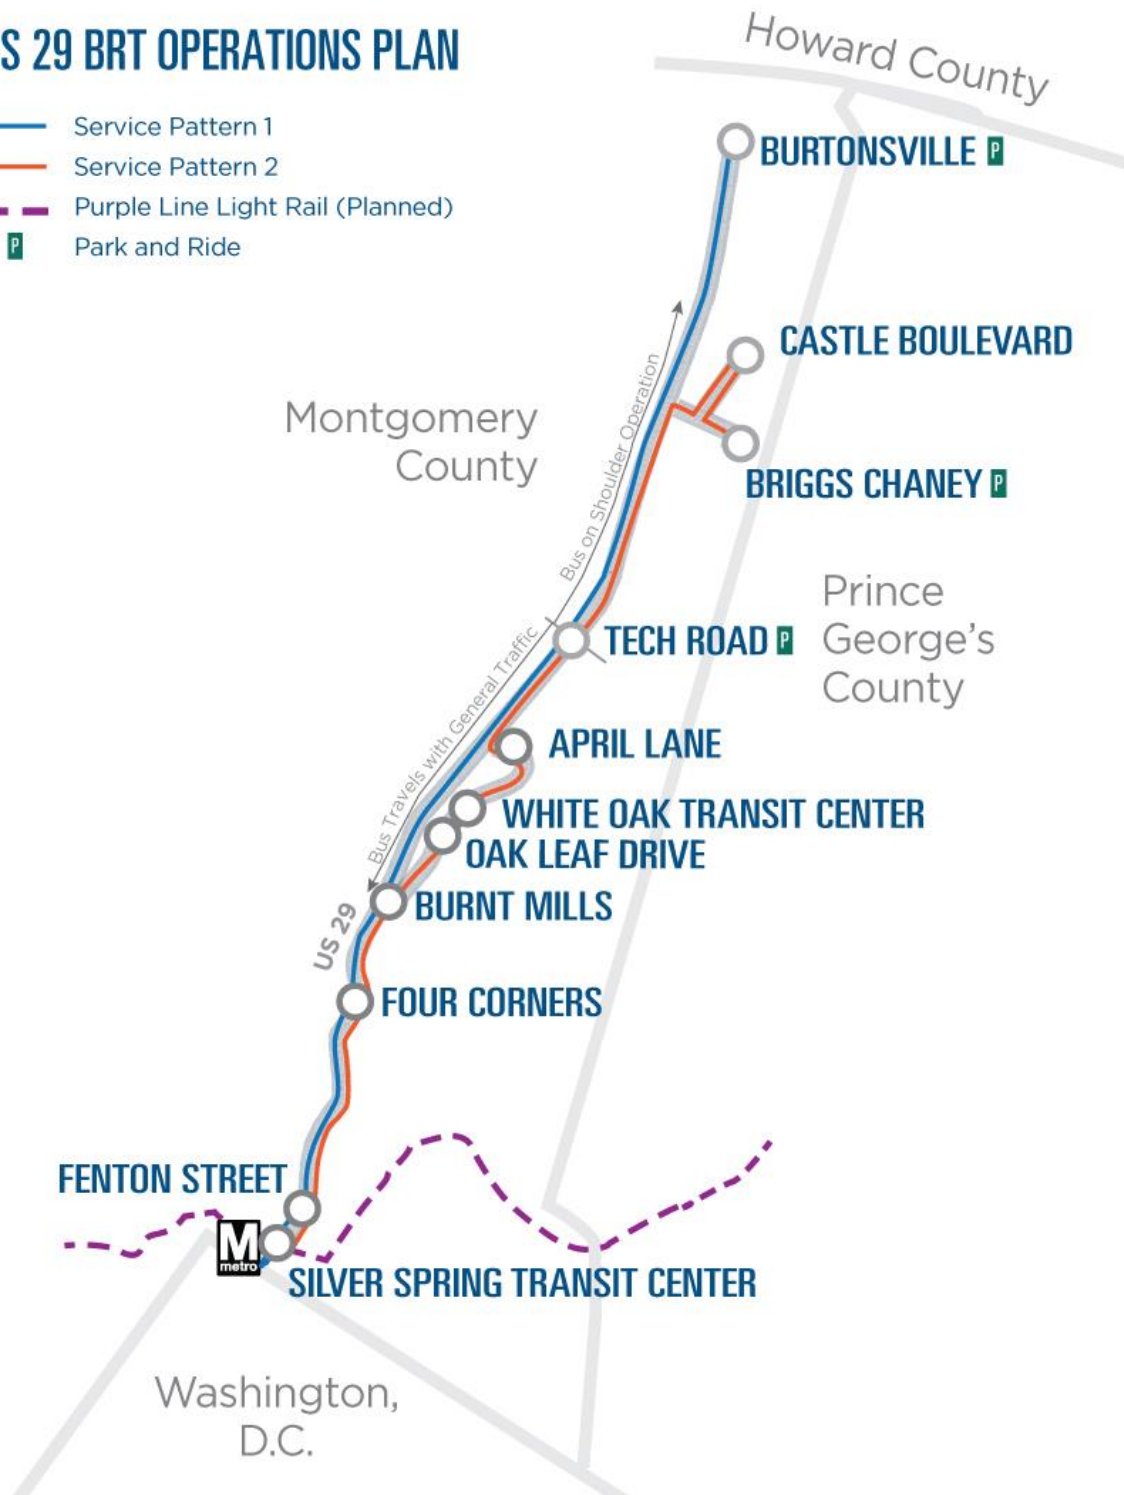 S 29 BRT OPERATIONS PLAN
Service Pattern 1
Service Pattern 2
Purple Line Light Rail (Planned)
P
Park and Ride
Howard County
BURTONSVILLE P
CASTLE BOULEVARD
Montgomery
County
Bus on Shoulder Operation
BRIGGS CHANEY P
Prince
George's
County
TECH ROAD P
Bus Travels with General Traffic
APRIL LANE
WHITE OAK TRANSIT CENTER
OAK LEAF DRIVE
BURNT MILLS
US 29
FOUR CORNERS
FENTON STREET
M
metro
SILVER SPRING TRANSIT CENTER
Washington,
D.C.